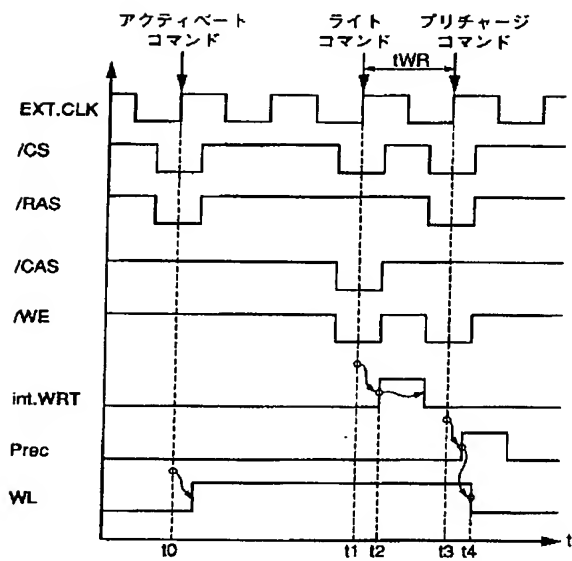 アクティベート
コマンド
ライト
コマンド
プリチャージ
コマンド
tWR
EXT.CLK
/CS
/RAS
/CAS
/WE
int.WRT
Prec
WL
t0
t1
t2
t3
t4
t